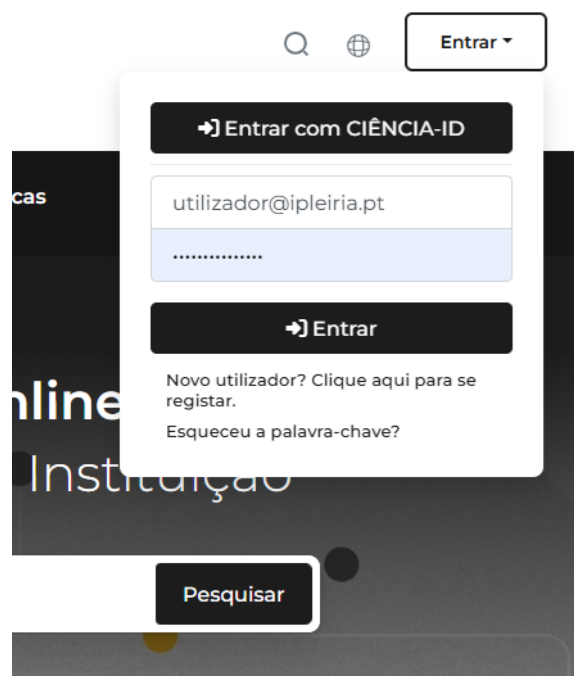 Entrar
Entrar com CIÊNCIA-ID
cas
utilizador@ipleiria.pt
...............
Entrar
nline
Novo utilizador? Clique aqui para se
registar.
Esqueceu a palavra-chave?
Instituição
Pesquisar